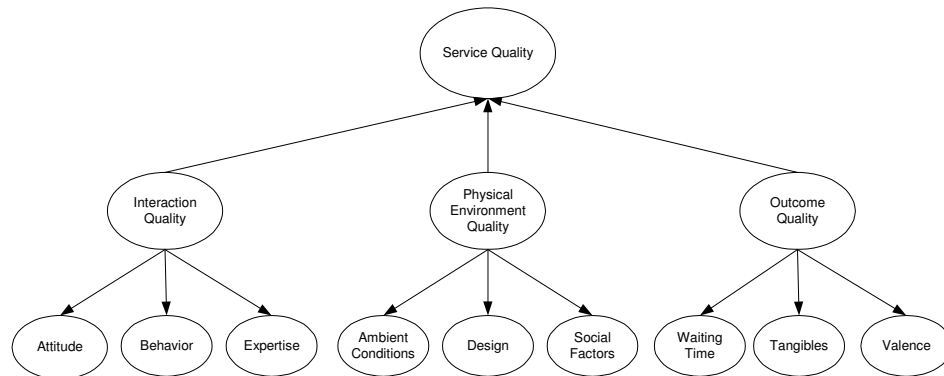 Service Quality
Interaction
Quality
Physical
Environment
Quality
Outcome
Quality
Attitude
Behavior
Expertise
Ambient
Conditions
Design
Social
Factors
Waiting
Time
Tangibles
Valence